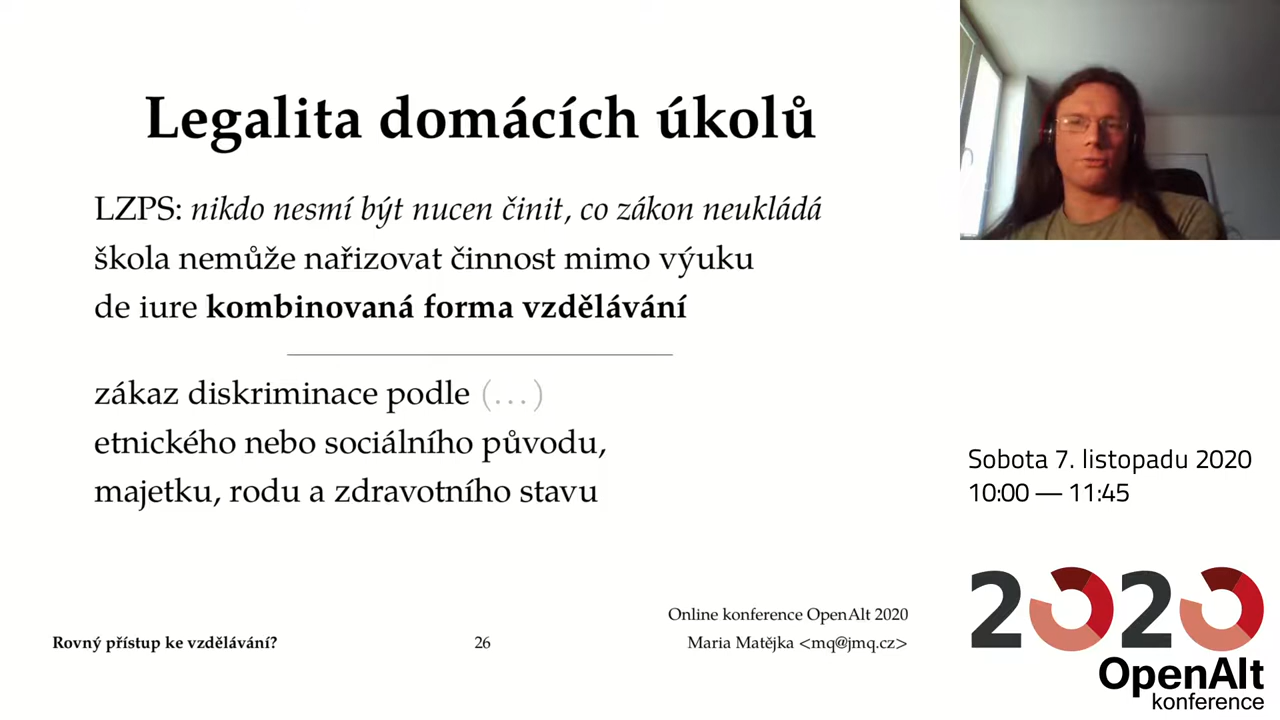 Legalita domácích úkolů
LZPS: nikdo nesmí být nucen činit, co zákon neukládá
škola nemůže nařizovat činnost mimo výuku
de iure kombinovaná forma vzdělávání
zákaz diskriminace podle (...)
etnického nebo sociálního původu,
majetku, rodu a zdravotního stavu
Online konference OpenAlt 2020
Rovný přístup ke vzdělávání?
26
Maria Matějka <mq@jmq.cz>
Sobota 7. listopadu 2020
10:00 — 11:45
2020
OpenAlt
konference